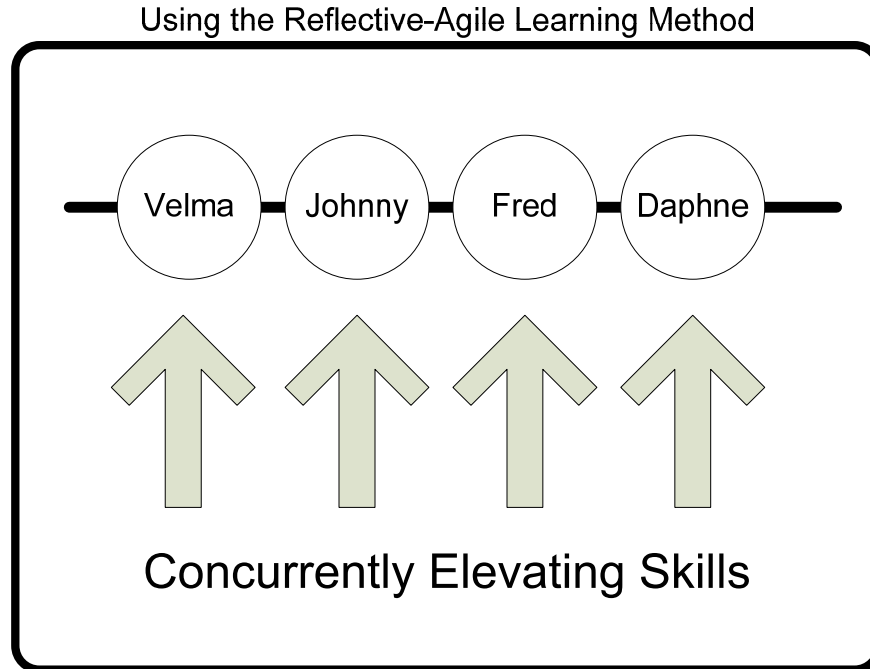 Using the Reflective-Agile Learning Method
Velma Johnny Fred Daphne
Concurrently Elevating Skills